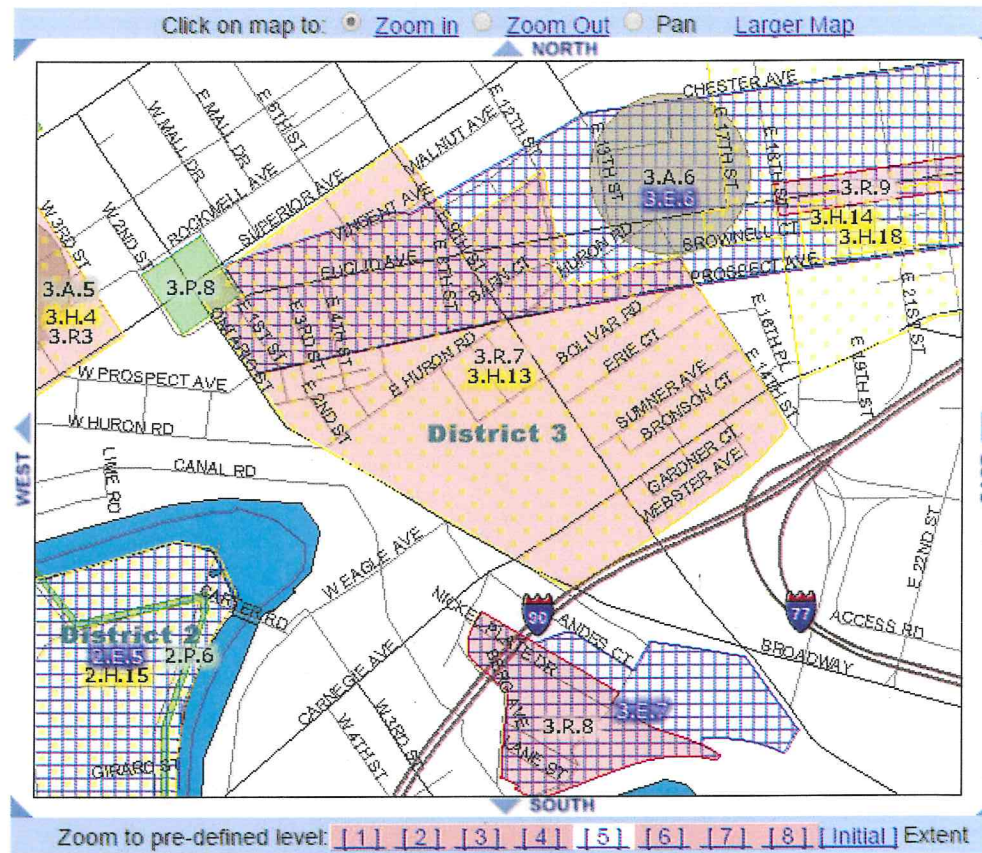 Click on map to: Zoom in Zoom Out Pan Larger Map
NORTH
CHESTER AVE
E 6TH ST
E MALL DR
W MALL DR
E 12TH ST
WALNUT AVE
E 13TH ST
E 17TH ST
E 18TH ST
ROCKWELL AVE
SUPERIOR AVE
3.A.6
3.E.6
3.R.9
3.H.14
3.H.18
W 3RD ST
W 2ND ST
VINCENT AVE
E 9TH ST
HURON RD
BROWNELL CT
EUCLID AVE
E 7TH ST
PROSPECT AVE
3.P.8
3.A.5
3.H.4
3.R3
ONTARIO ST
E 1ST ST
E 3RD ST
E 4TH ST
E 2ND ST
E HURON RD
BOLIVAR RD
ERIE CT
E 16TH PL
E 21ST ST
3.R.7
3.H.13
W PROSPECT AVE
SUMNER AVE
BRONSON CT
E 14TH ST
E 19TH ST
W HURON RD
District 3
GARDNER CT
WEBSTER AVE
WEST
LIME RD
CANAL RD
E 22ND ST
W EAGLE AVE
CARTER RD
NICKEL PLATE DR
90
77
ANDES CT
ACCESS RD
BROADWAY
District 2
2.E.5 2.P.6
2.H.15
CARNEGIE AVE
BERG AVE
3.E.7
3.R.8
W 3RD ST
W 4TH ST
LANE ST
GIRARD ST
SOUTH
Zoom to pre-defined level: [ 1 ] [ 2 ] [ 3 ] [ 4 ] [ 5 ] [ 6 ] [ 7 ] [ 8 ] [ Initial ] Extent